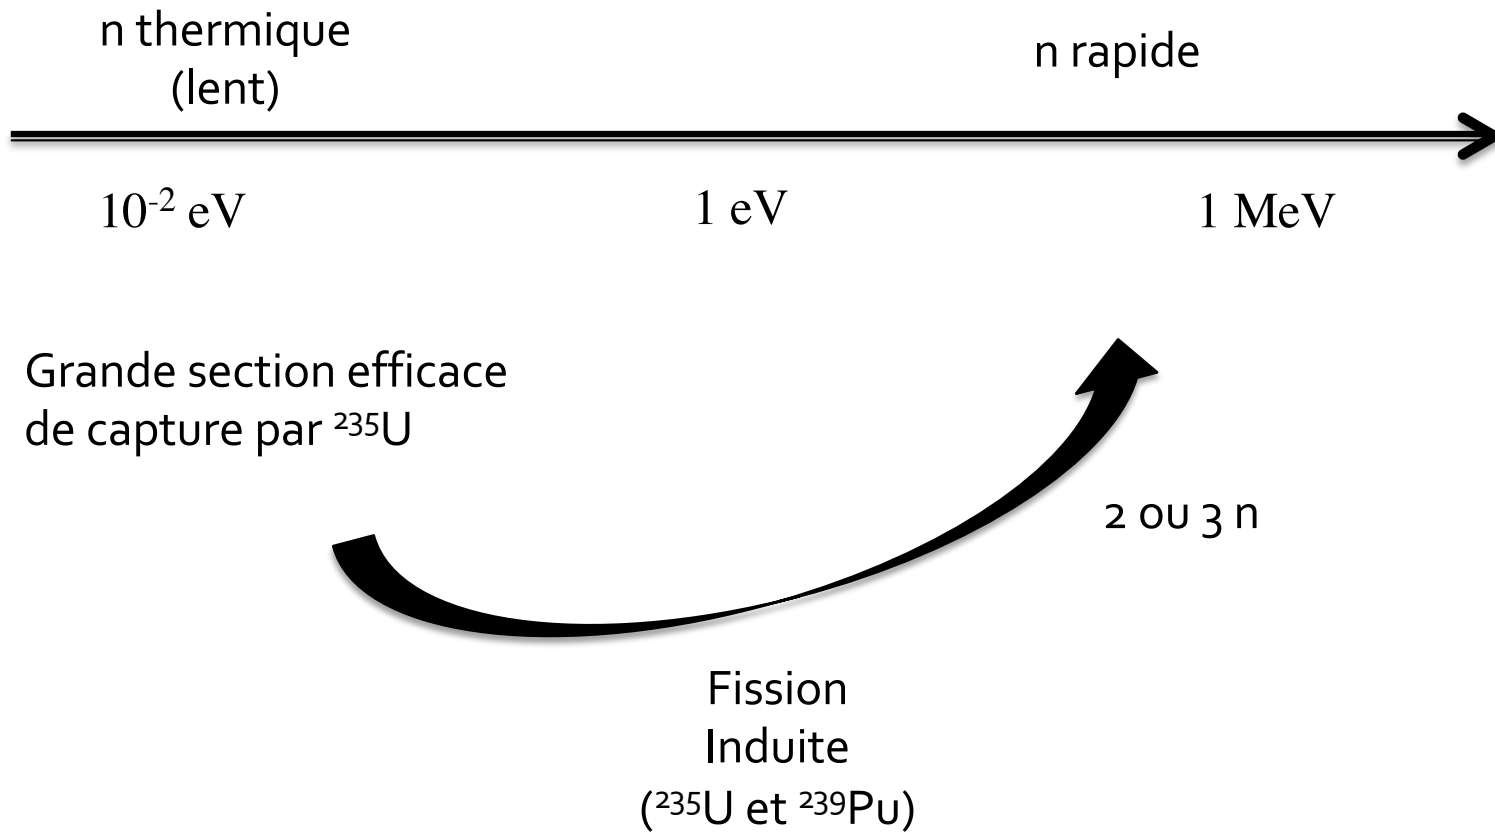 n thermique
(lent)
n rapide
10⁻² eV
1 eV
1 MeV
Grande section efficace
de capture par ²³⁵U
2 ou 3 n
Fission
Induite
(²³⁵U et ²³⁹Pu)